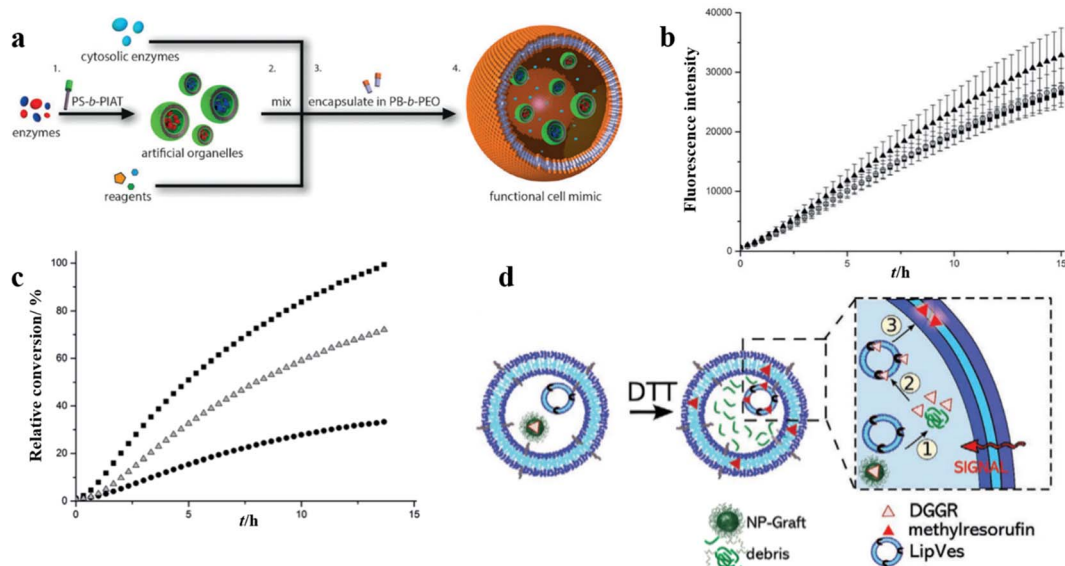 a
cytosolic enzymes
1.
2.
3.
4.
PS-b-PIAT
mix
encapsulate in PB-b-PEO
enzymes
artificial organelles
reagents
functional cell mimic
b
Fluorescence intensity
40000
30000
20000
10000
0
0
5
10
15
t/h
c
Relative conversion/ %
100
80
60
40
20
0
0
5
10
15
t/h
d
DTT
3
2
1
SIGNAL
NP-Graft
debris
DGGR
methylresorufin
LipVes